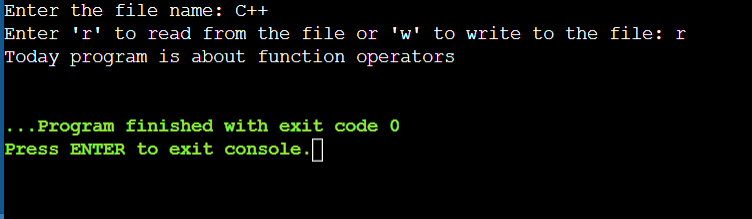 Enter the file name: C++
Enter 'r' to read from the file or 'w' to write to the file: r
Today program is about function operators
...Program finished with exit code 0
Press ENTER to exit console.